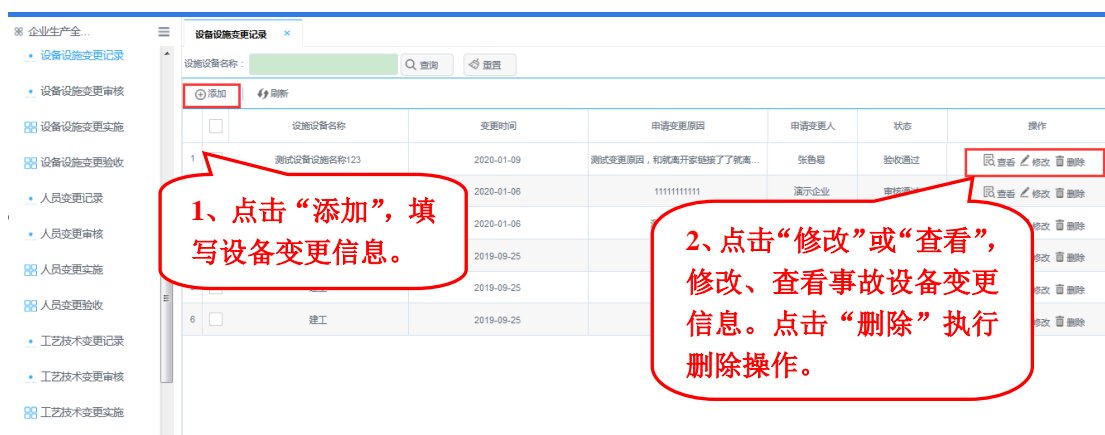 企业生产全...
设备设施变更记录
设备设施变更审核
设备设施变更实施
设备设施变更验收
人员变更记录
人员变更审核
人员变更实施
人员变更验收
工艺技术变更记录
工艺技术变更审核
工艺技术变更实施
设备设施变更记录 ×
设施设备名称： 查询 重置
添加 刷新
设施设备名称 变更时间 申请变更原因 申请变更人 状态 操作
1 测试设备设施名称123 2020-01-09 测试变更原因，和就离开家链接了了就离... 张鲁易 验收通过 查看 修改 删除
2020-01-06 11111111111 演示企业 审核通过 查看 修改 删除
2020-01-06 修改 删除
2019-09-25 修改 删除
2019-09-25 修改 删除
6 建工 2019-09-25 修改 删除
1、点击“添加”，填
写设备变更信息。
2、点击“修改”或“查看”，
修改、查看事故设备变更
信息。点击“删除”执行
删除操作。